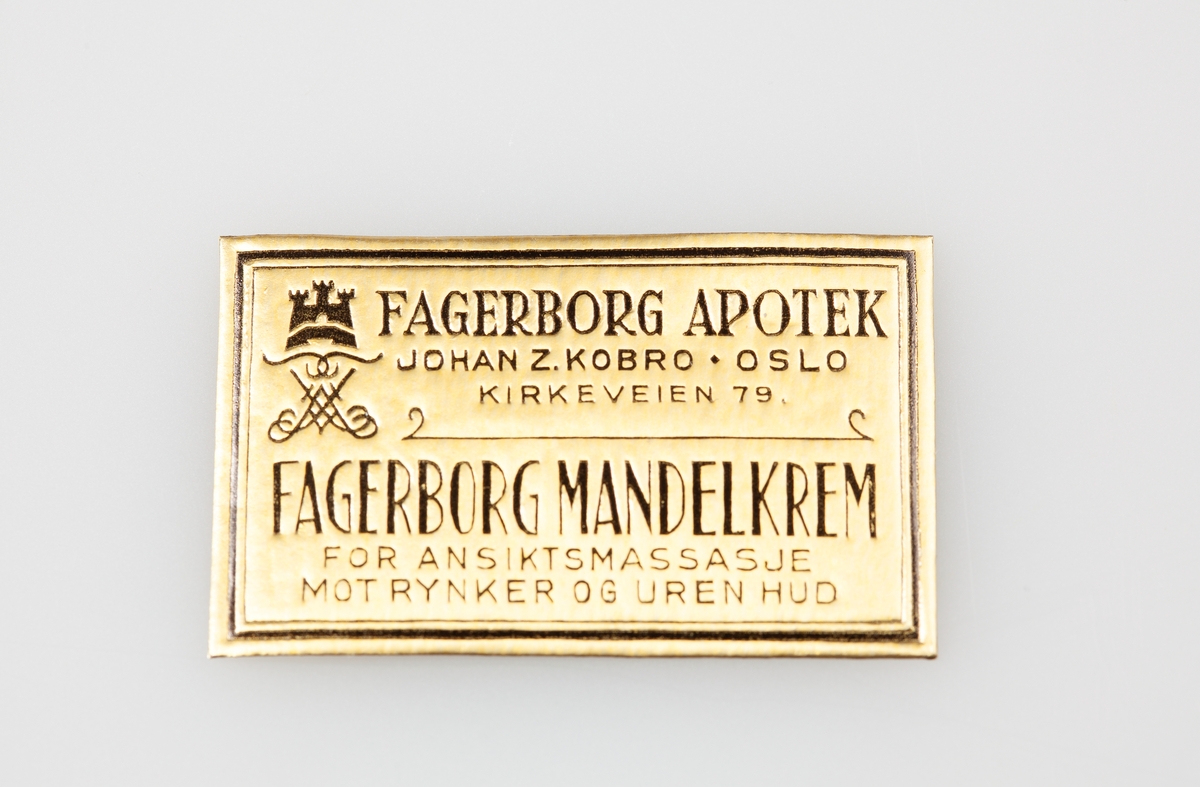 FAGERBORG APOTEK
JOHAN Z. KOBRO • OSLO
KIRKEVEIEN 79.
FAGERBORG MANDELKREM
FOR ANSIKTSMASSASJE
MOT RYNKER OG UREN HUD